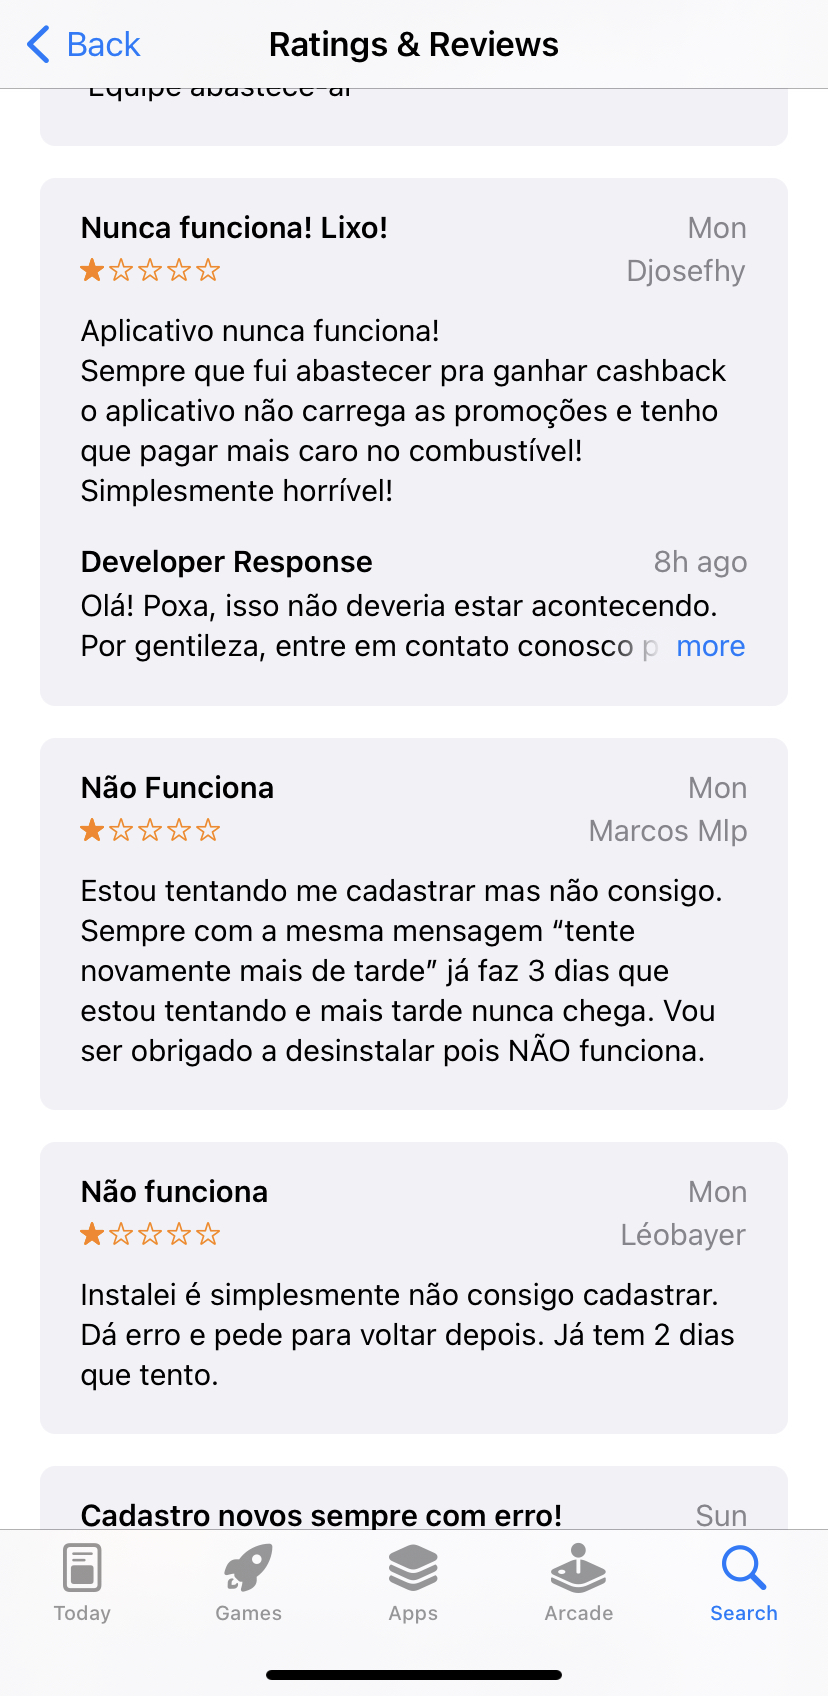 Back
Ratings & Reviews
Equipe abastece-aí
Nunca funciona! Lixo!
Mon
Djosefhy
Aplicativo nunca funciona!
Sempre que fui abastecer pra ganhar cashback
o aplicativo não carrega as promoções e tenho
que pagar mais caro no combustível!
Simplesmente horrível!
Developer Response
8h ago
Olá! Poxa, isso não deveria estar acontecendo.
Por gentileza, entre em contato conosco p more
Não Funciona
Mon
Marcos Mlp
Estou tentando me cadastrar mas não consigo.
Sempre com a mesma mensagem “tente
novamente mais de tarde” já faz 3 dias que
estou tentando e mais tarde nunca chega. Vou
ser obrigado a desinstalar pois NÃO funciona.
Não funciona
Mon
Léobayer
Instalei é simplesmente não consigo cadastrar.
Dá erro e pede para voltar depois. Já tem 2 dias
que tento.
Cadastro novos sempre com erro!
Sun
Today
Games
Apps
Arcade
Search